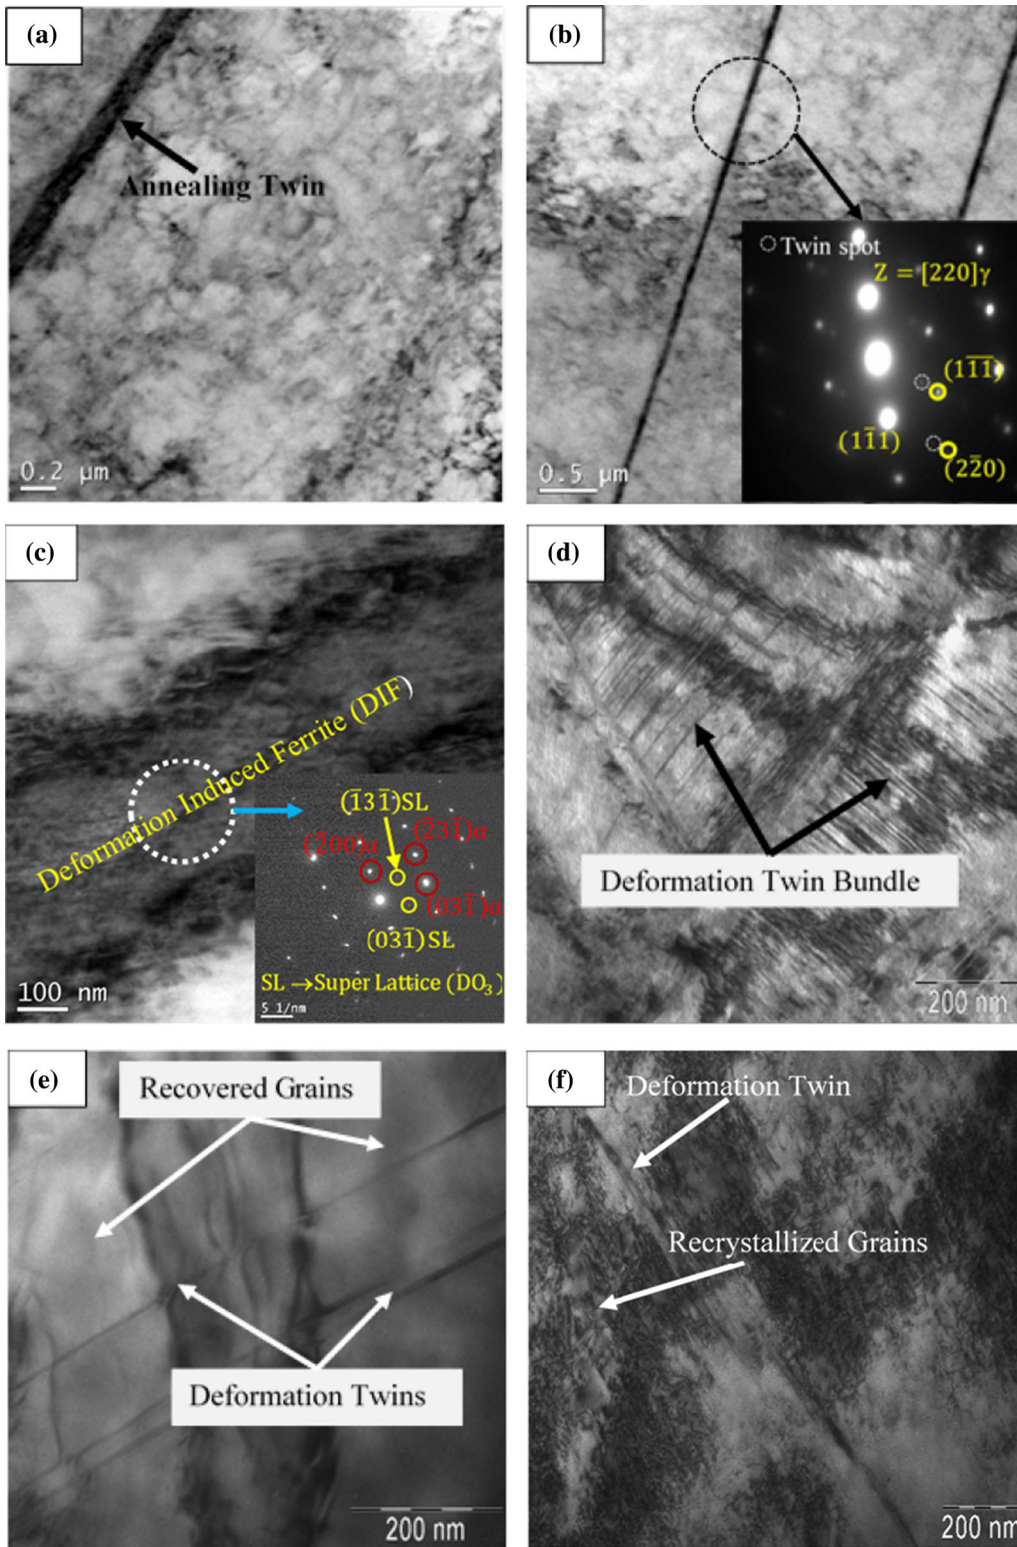 (a)
Annealing Twin
0.2 μm
(b)
Twin spot
Z = [220]γ
(11̅1̅)
(11̅1)
(22̅0)
0.5 μm
(c)
Deformation Induced Ferrite (DIF)
(1̅31̅)SL
(2̅00)α
(2̅31̅)α
(031̅)α
(031̅)SL
SL →Super Lattice (DO₃)
5 1/nm
100 nm
(d)
Deformation Twin Bundle
200 nm
(e)
Recovered Grains
Deformation Twins
200 nm
(f)
Deformation Twin
Recrystallized Grains
200 nm